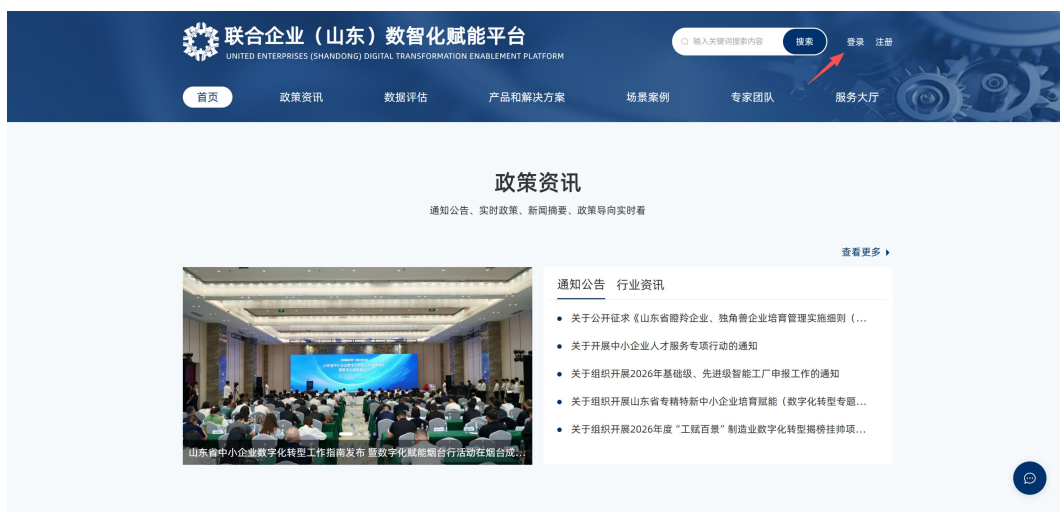 联合企业（山东）数智化赋能平台
UNITED ENTERPRISES (SHANDONG) DIGITAL TRANSFORMATION ENABLEMENT PLATFORM
输入关键词搜索内容 搜索 登录 注册
首页 政策资讯 数据评估 产品和解决方案 场景案例 专家团队 服务大厅
政策资讯
通知公告、实时政策、新闻摘要、政策导向实时看
查看更多
通知公告 行业资讯
关于公开征求《山东省瞪羚企业、独角兽企业培育管理实施细则（...
关于开展中小企业人才服务专项行动的通知
关于组织开展2026年基础级、先进级智能工厂申报工作的通知
关于组织开展山东省专精特新中小企业培育赋能（数字化转型专题...
关于组织开展2026年度“工赋百景”制造业数字化转型揭榜挂帅项...
山东省中小企业数字化转型工作指南发布 暨数字化赋能烟台行活动在烟台成...